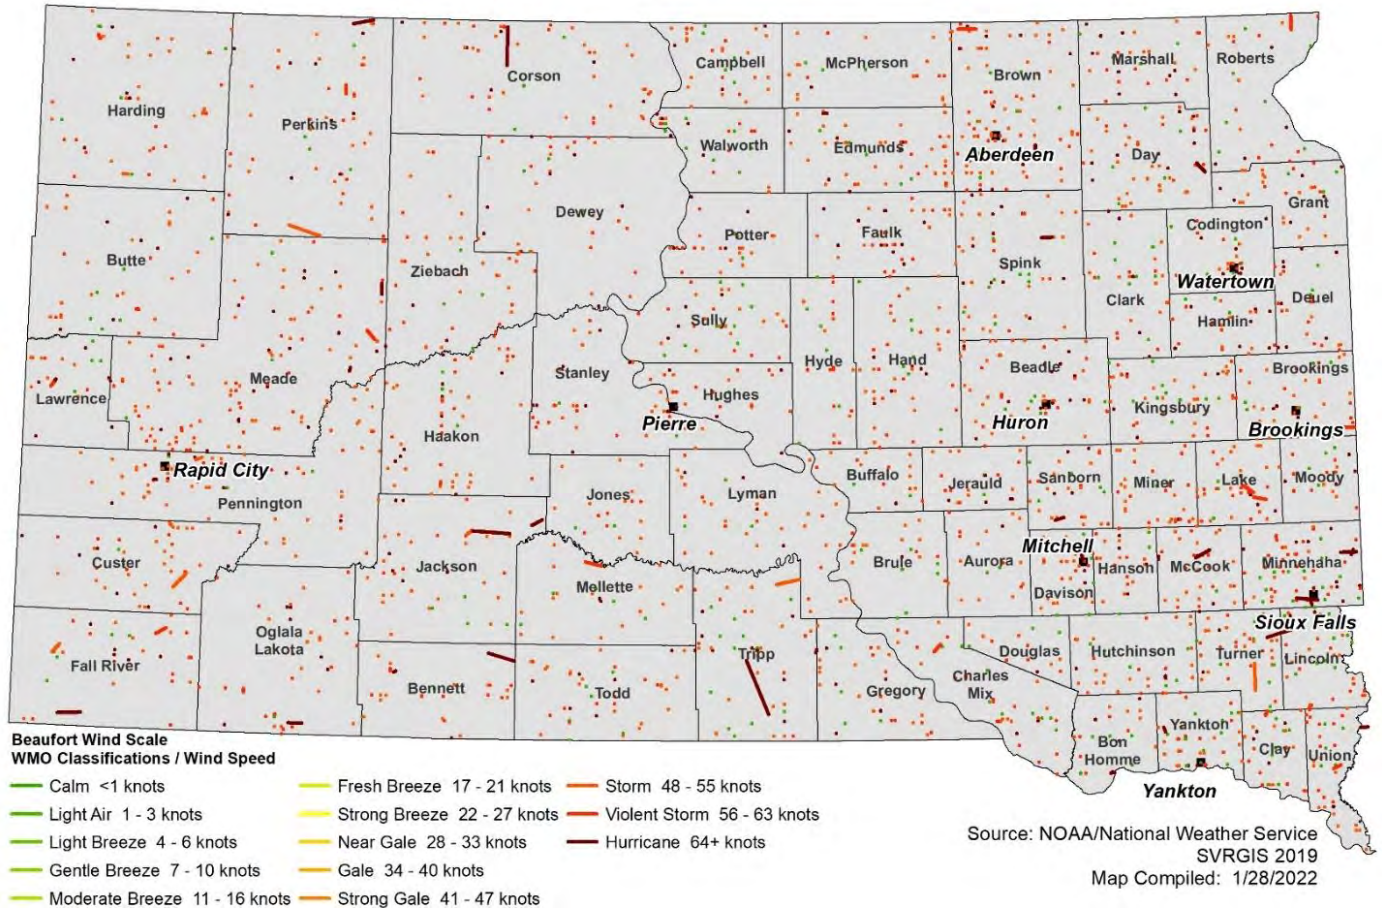 Campbell
McPherson
Brown
Marshall
Roberts
Corson
Harding
Perkins
Walworth
Edmunds
Aberdeen
Day
Grant
Dewey
Potter
Faulk
Codington
Butte
Ziebach
Spink
Watertown
Clark
Deuel
Sully
Hamlin
Hyde
Hand
Beadle
Brookings
Meade
Stanley
Hughes
Lawrence
Kingsbury
Pierre
Huron
Brookings
Haakon
Rapid City
Buffalo
Jerauld
Sanborn
Miner
Lake
Moody
Pennington
Jones
Lyman
Mitchell
Custer
Jackson
Brule
Aurora
Hanson
McCook
Minnehaha
Mellette
Davison
Sioux Falls
Oglala
Lakota
Fall River
Tripp
Douglas
Hutchinson
Turner
Lincoln
Bennett
Todd
Gregory
Charles
Mix
Yankton
Bon
Homme
Clay
Union
Yankton
Beaufort Wind Scale
WMO Classifications / Wind Speed
Calm <1 knots
Light Air 1 - 3 knots
Light Breeze 4 - 6 knots
Gentle Breeze 7 - 10 knots
Moderate Breeze 11 - 16 knots
Fresh Breeze 17 - 21 knots
Strong Breeze 22 - 27 knots
Near Gale 28 - 33 knots
Gale 34 - 40 knots
Strong Gale 41 - 47 knots
Storm 48 - 55 knots
Violent Storm 56 - 63 knots
Hurricane 64+ knots
Source: NOAA/National Weather Service
SVRGIS 2019
Map Compiled: 1/28/2022